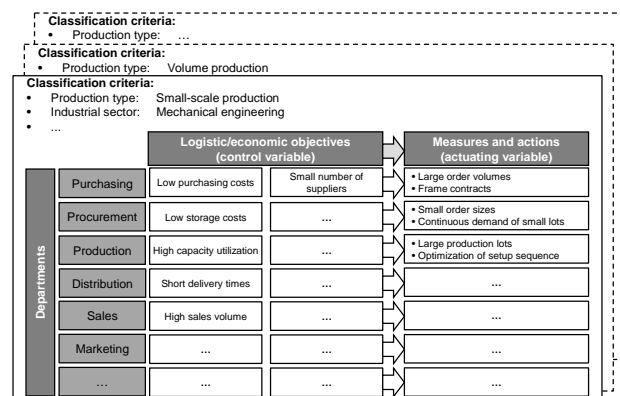 Classification criteria:
• Production type: …
Classification criteria:
• Production type: Volume production
Classification criteria:
• Production type: Small-scale production
• Industrial sector: Mechanical engineering
• ...
Logistic/economic objectives
(control variable)
Measures and actions
(actuating variable)
Departments
Purchasing
Low purchasing costs
Small number of
suppliers
• Large order volumes
• Frame contracts
Procurement
Low storage costs
...
• Small order sizes
• Continuous demand of small lots
Production
High capacity utilization
...
• Large production lots
• Optimization of setup sequence
Distribution
Short delivery times
...
...
Sales
High sales volume
...
...
Marketing
...
...
...
…
...
...
...